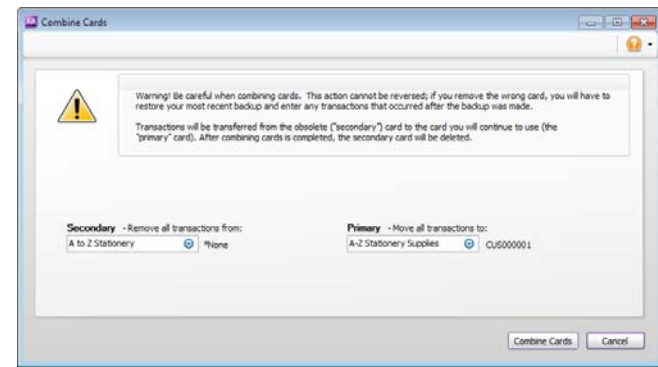 Combine Cards
Warning! Be careful when combining cards. This action cannot be reversed; if you remove the wrong card, you will have to
restore your most recent backup and enter any transactions that occurred after the backup was made.
Transactions will be transferred from the obsolete ("secondary") card to the card you will continue to use (the
"primary" card). After combining cards is completed, the secondary card will be deleted.
Secondary - Remove all transactions from: Primary - Move all transactions to:
A to Z Stationery *None A-Z Stationery Supplies CUS000001
Combine Cards Cancel